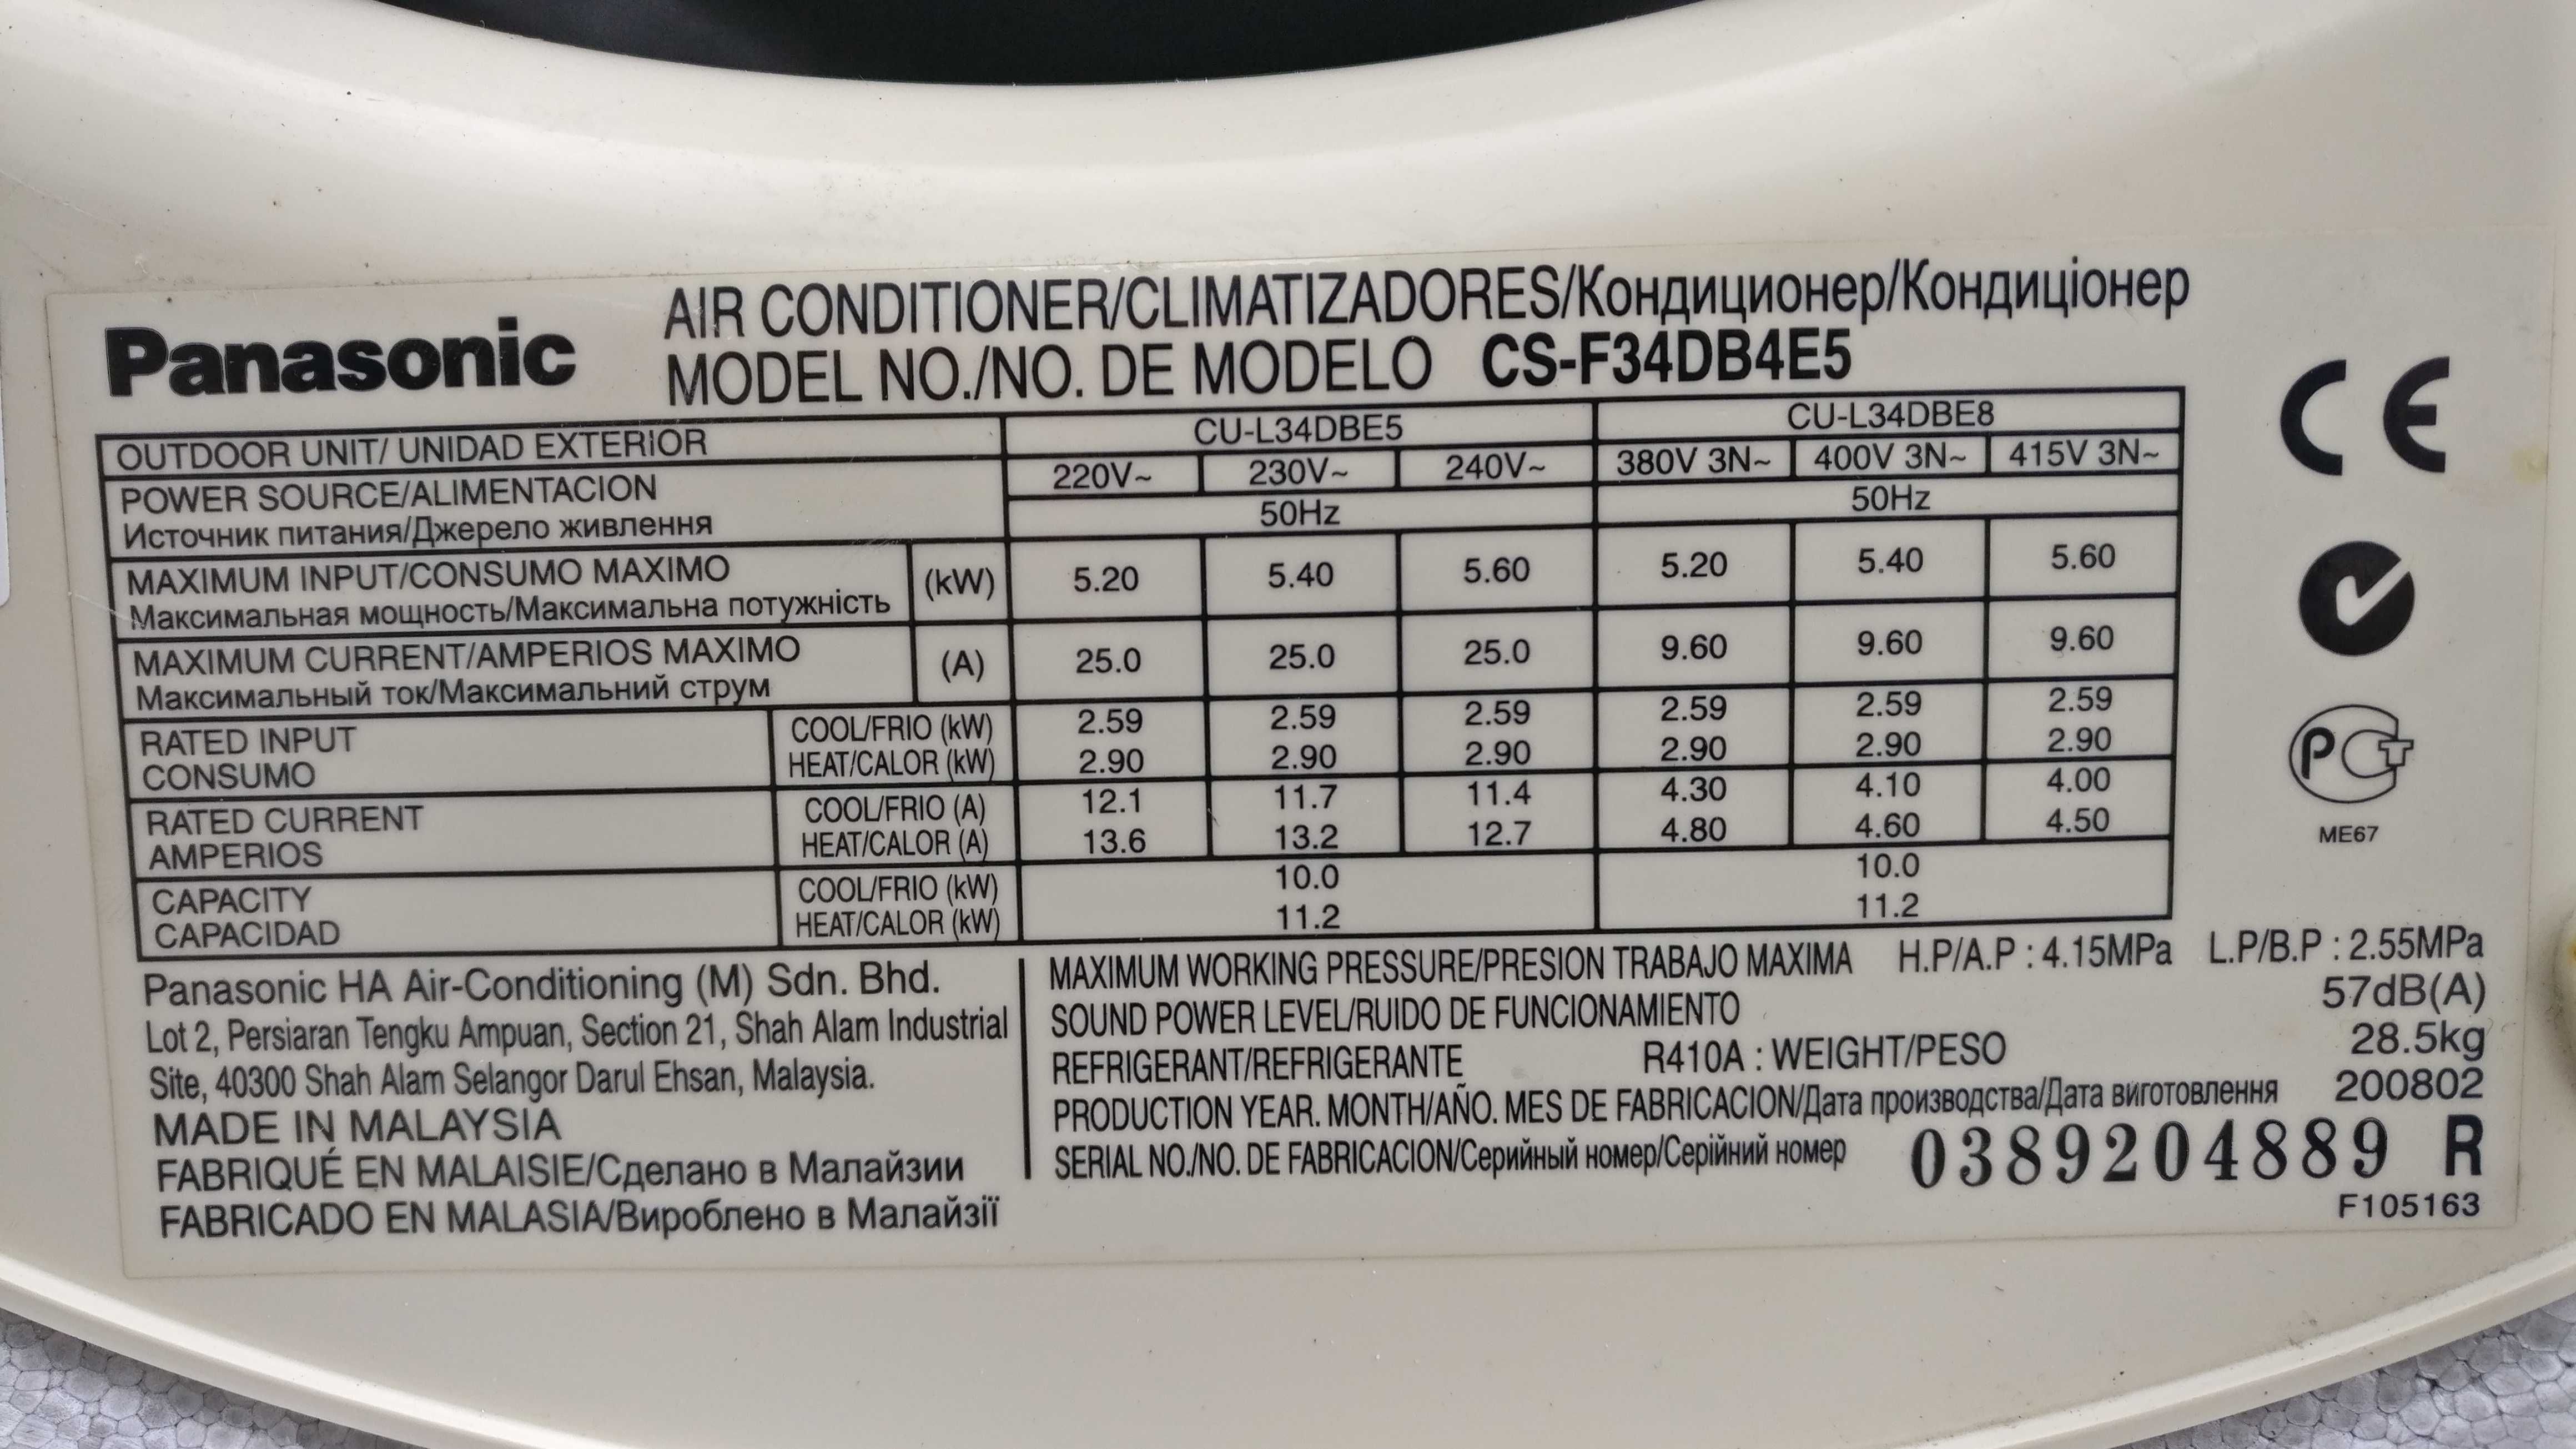 Panasonic
AIR CONDITIONER/CLIMATIZADORES/Кондиционер/Кондиціонер
MODEL NO./NO. DE MODELO CS-F34DB4E5
OUTDOOR UNIT/ UNIDAD EXTERIOR CU-L34DBE5 CU-L34DBE8
POWER SOURCE/ALIMENTACION 220V~ 230V~ 240V~ 380V 3N~ 400V 3N~ 415V 3N~
Источник питания/Джерело живлення 50Hz 50Hz
MAXIMUM INPUT/CONSUMO MAXIMO (kW) 5.20 5.40 5.60 5.20 5.40 5.60
Максимальная мощность/Максимальна потужність
MAXIMUM CURRENT/AMPERIOS MAXIMO (A) 25.0 25.0 25.0 9.60 9.60 9.60
Максимальный ток/Максимальний струм
RATED INPUT COOL/FRIO (kW) 2.59 2.59 2.59 2.59 2.59 2.59
CONSUMO HEAT/CALOR (kW) 2.90 2.90 2.90 2.90 2.90 2.90
RATED CURRENT COOL/FRIO (A) 12.1 11.7 11.4 4.30 4.10 4.00
AMPERIOS HEAT/CALOR (A) 13.6 13.2 12.7 4.80 4.60 4.50
CAPACITY COOL/FRIO (kW) 10.0 10.0
CAPACIDAD HEAT/CALOR (kW) 11.2 11.2
CE
PCT
ME67
Panasonic HA Air-Conditioning (M) Sdn. Bhd.
Lot 2, Persiaran Tengku Ampuan, Section 21, Shah Alam Industrial
Site, 40300 Shah Alam Selangor Darul Ehsan, Malaysia.
MADE IN MALAYSIA
FABRIQUÉ EN MALAISIE/Сделано в Малайзии
FABRICADO EN MALASIA/Вироблено в Малайзії
MAXIMUM WORKING PRESSURE/PRESION TRABAJO MAXIMA H.P/A.P : 4.15MPa L.P/B.P : 2.55MPa
SOUND POWER LEVEL/RUIDO DE FUNCIONAMIENTO 57dB(A)
REFRIGERANT/REFRIGERANTE R410A : WEIGHT/PESO 28.5kg
PRODUCTION YEAR. MONTH/AÑO. MES DE FABRICACION/Дата производства/Дата виготовлення 200802
SERIAL NO./NO. DE FABRICACION/Серийный номер/Серійний номер 0389204889 R
F105163